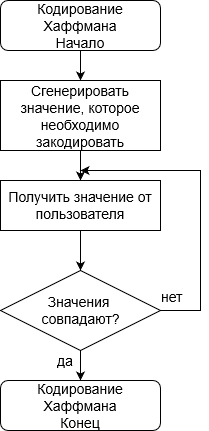 Кодирование
Хаффмана
Начало
Сгенерировать
значение, которое
необходимо
закодировать
Получить значение от
пользователя
Значения
совпадают?
нет
да
Кодирование
Хаффмана
Конец